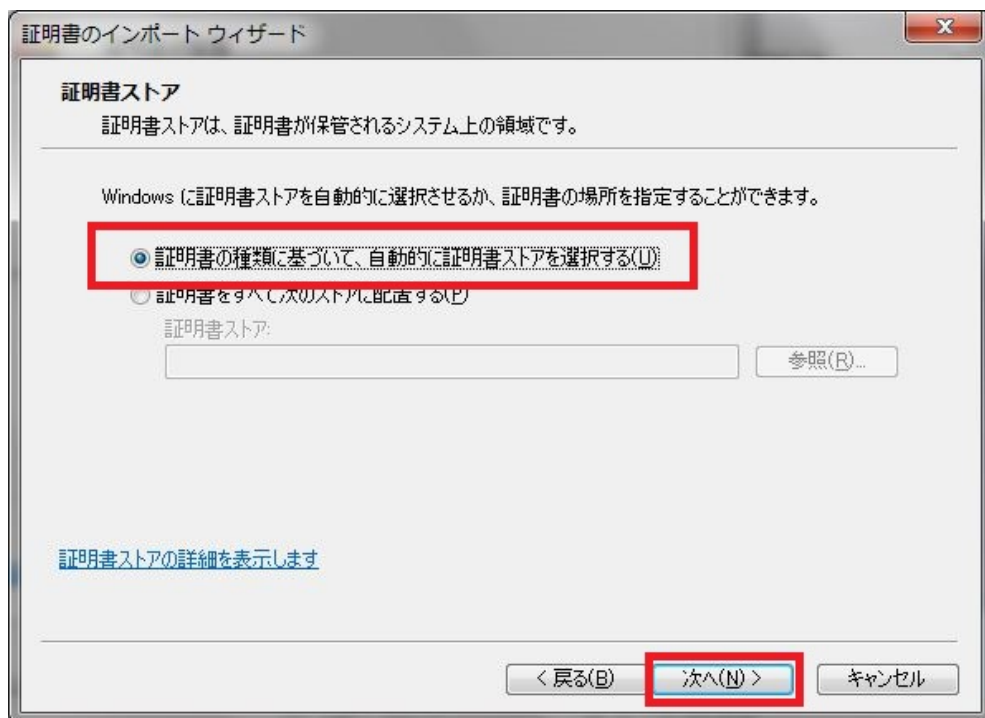 証明書のインポート ウィザード
証明書ストア
証明書ストアは、証明書が保管されるシステム上の領域です。
Windows に証明書ストアを自動的に選択させるか、証明書の場所を指定することができます。
証明書の種類に基づいて、自動的に証明書ストアを選択する(U)
証明書をすべて次のストアに配置する(P)
証明書ストア:
参照(R)...
証明書ストアの詳細を表示します
< 戻る(B)
次へ(N) >
キャンセル